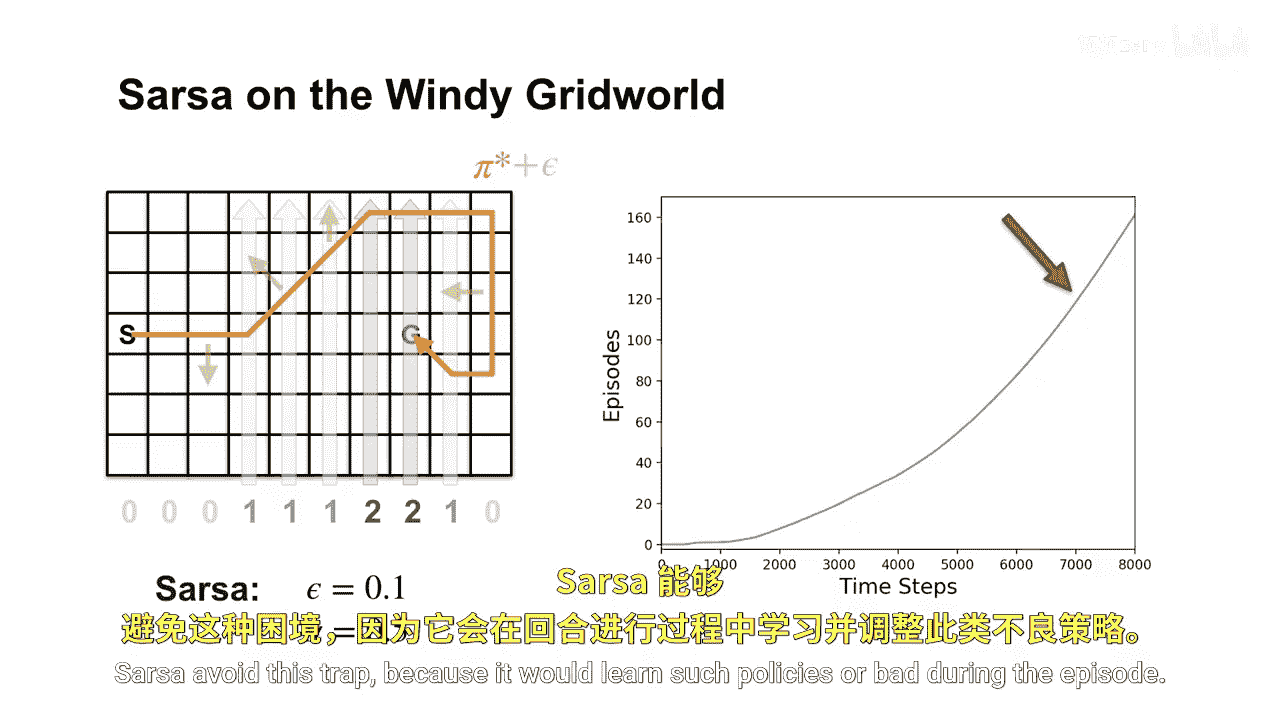 Sarsa on the Windy Gridworld
π*+ϵ
S
G
0 0 0 1 1 1 2 2 1 0
Sarsa: ϵ = 0.1
160
140
120
100
80
60
40
20
0
Episodes
0 1000 2000 3000 4000 5000 6000 7000 8000
Time Steps
Sarsa 能够
避免这种困境，因为它会在回合进行过程中学习并调整此类不良策略。
Sarsa avoid this trap, because it would learn such policies or bad during the episode.